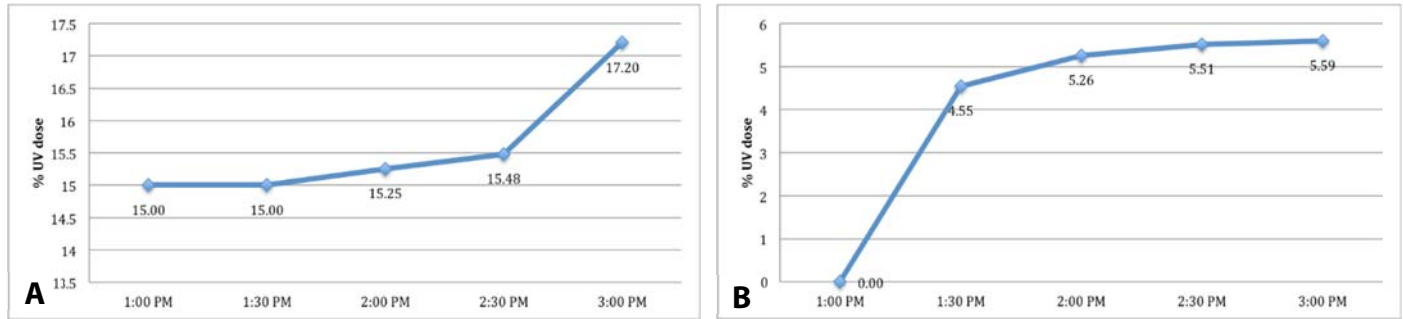 17.5
17
16.5
16
15.5
15
14.5
14
13.5
% UV dose
15.00
15.00
15.25
15.48
17.20
1:00 PM
1:30 PM
2:00 PM
2:30 PM
3:00 PM
A
6
5
4
3
2
1
0
% UV dose
0.00
4.55
5.26
5.51
5.59
1:00 PM
1:30 PM
2:00 PM
2:30 PM
3:00 PM
B